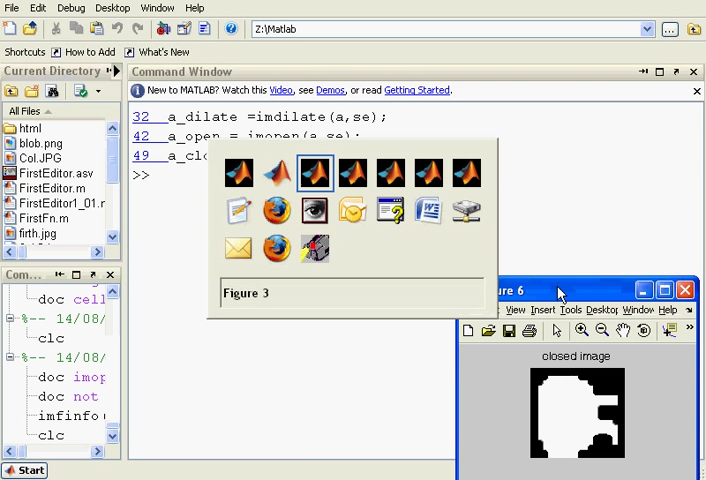 File Edit Debug Desktop Window Help
Z:\Matlab
...
Shortcuts How to Add What's New
Current Directory
Command Window
New to MATLAB? Watch this Video, see Demos, or read Getting Started.
All Files
html
blob.png
Col.JPG
FirstEditor.asv
FirstEditor.m
FirstEditor1_01.r
FirstFn.m
firth.jpg
32 a_dilate =imdilate(a,se);
42 a_open = imopen(a,se);
49 a_clo
>>
Figure 3
Com...
doc cell
%-- 14/08/
clc
%-- 14/08/
doc imop
doc not
imfinfo
clc
ure 6
View Insert Tools Desktop Window Help
closed image
Start